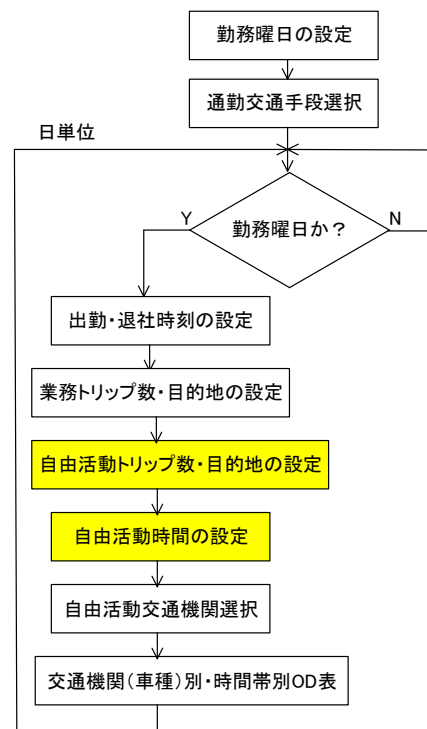 勤務曜日の設定
通勤交通手段選択
日単位
勤務曜日か?
Y
N
出勤・退社時刻の設定
業務トリップ数・目的地の設定
自由活動トリップ数・目的地の設定
自由活動時間の設定
自由活動交通機関選択
交通機関(車種)別・時間帯別OD表